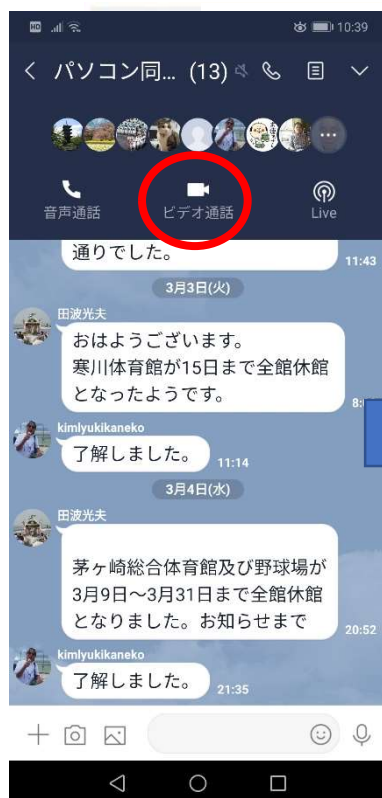 HD 10:39
パソコン同... (13)
音声通話 ビデオ通話 Live
通りでした。
11:43
3月3日(火)
田波光夫
おはようございます。
寒川体育館が15日まで全館休館
となったようです。
kimlyukikaneko
了解しました。
11:14
3月4日(水)
田波光夫
茅ヶ崎総合体育館及び野球場が
3月9日～3月31日まで全館休館
となりました。お知らせまで
20:52
kimlyukikaneko
了解しました。
21:35